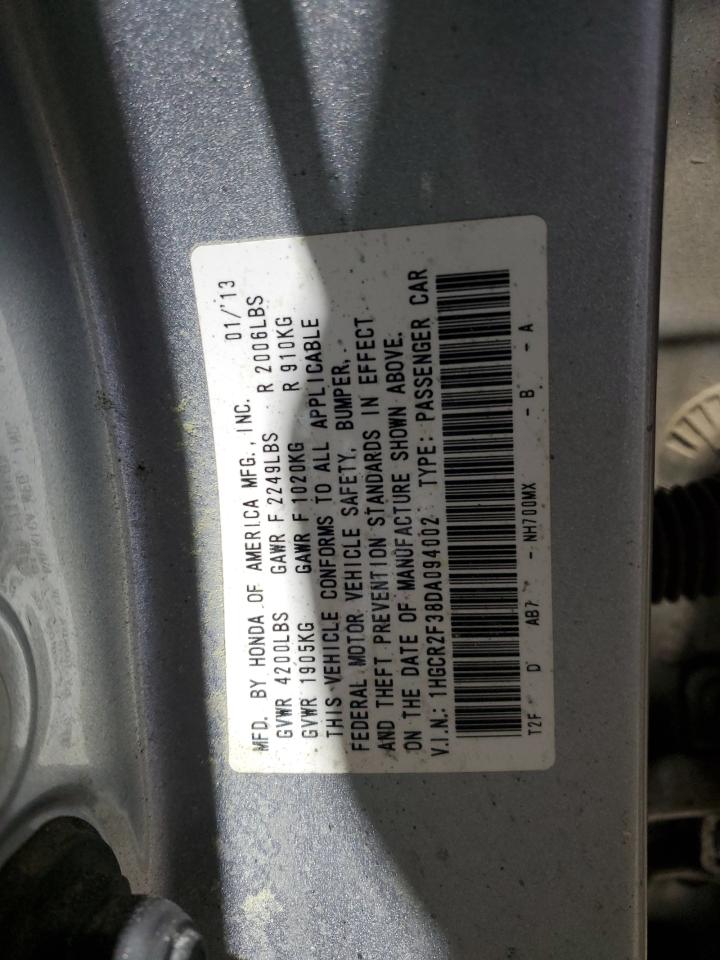 MFD. BY HONDA OF AMERICA MFG., INC. 01/'13
GVWR 4200LBS GAWR F 2249LBS R 2006LBS
GVWR 1905KG GAWR F 1020KG R 910KG
THIS VEHICLE CONFORMS TO ALL APPLICABLE
FEDERAL MOTOR VEHICLE SAFETY, BUMPER,
AND THEFT PREVENTION STANDARDS IN EFFECT
ON THE DATE OF MANUFACTURE SHOWN ABOVE.
V.I.N.: 1HGCR2F38DA094002 TYPE: PASSENGER CAR
T2F D AB7 - NH700MX - B - A